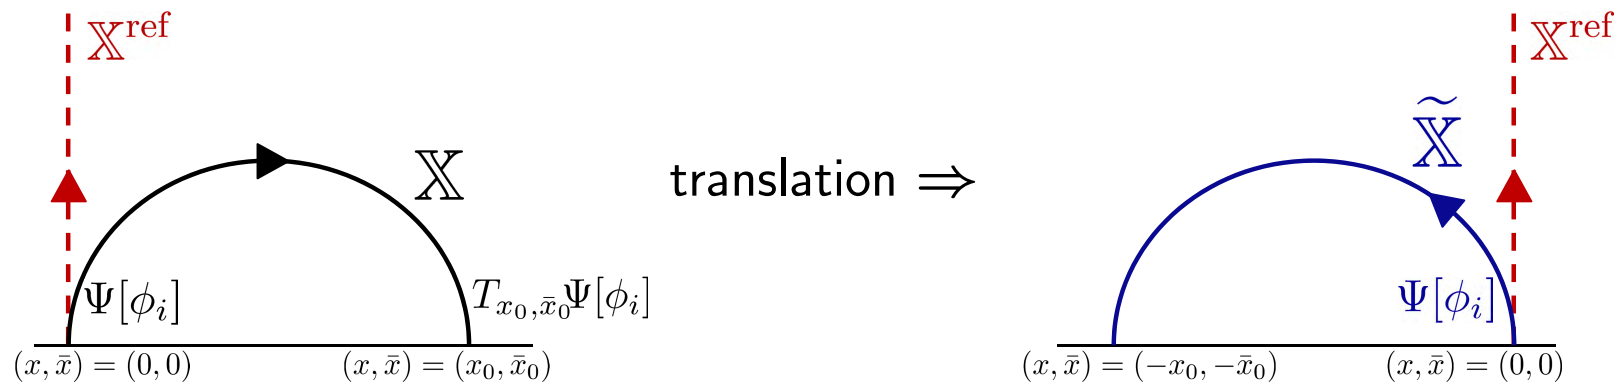 𝕏^ref
𝕏
Ψ[ϕ_i]
T_{x_0,x̄_0}Ψ[ϕ_i]
(x, x̄) = (0, 0)
(x, x̄) = (x_0, x̄_0)
translation ⇒
𝕏^ref
𝕏̃
Ψ[ϕ_i]
(x, x̄) = (−x_0, −x̄_0)
(x, x̄) = (0, 0)